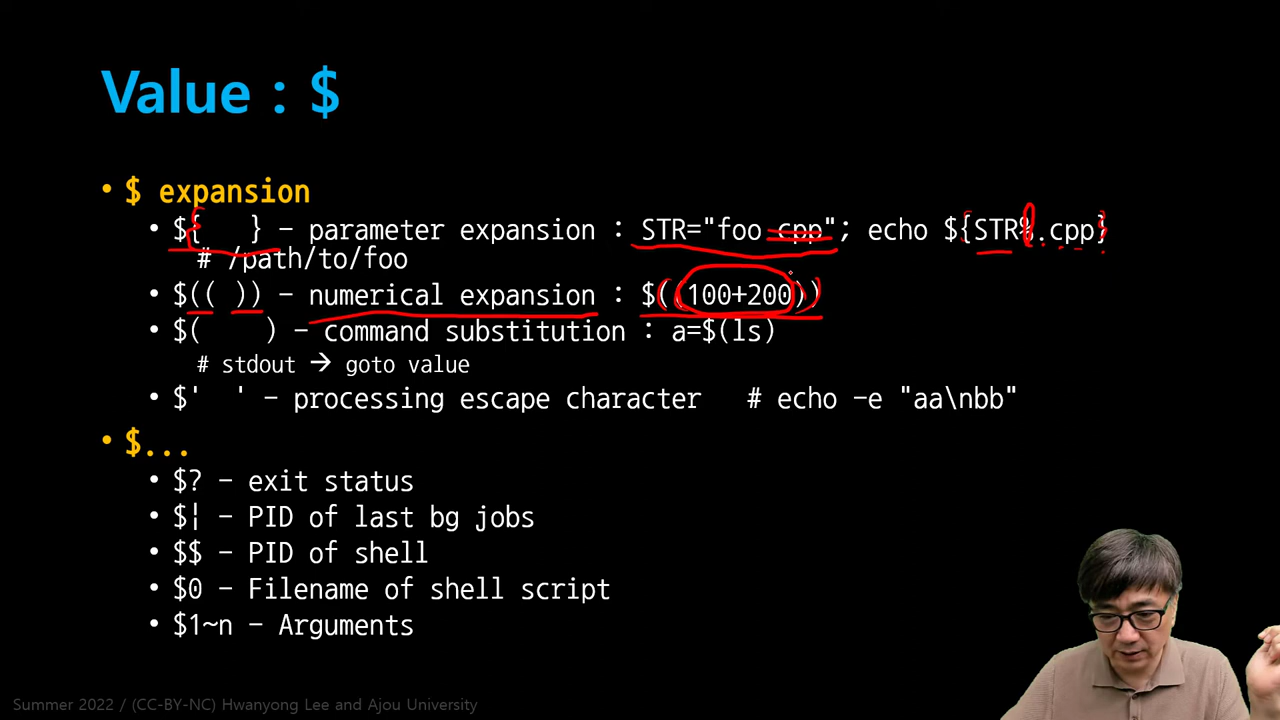 Value : $
• $ expansion
• ${   } – parameter expansion : STR="foo cpp"; echo ${STR%.cpp}
# /path/to/foo
• $(( )) – numerical expansion : $((100+200))
• $(    ) – command substitution : a=$(ls)
# stdout → goto value
• $'  ' – processing escape character   # echo –e "aa\nbb"
• $...
• $? – exit status
• $¦ – PID of last bg jobs
• $$ – PID of shell
• $0 – Filename of shell script
• $1~n – Arguments
Summer 2022 / (CC-BY-NC) Hwanyong Lee and Ajou University